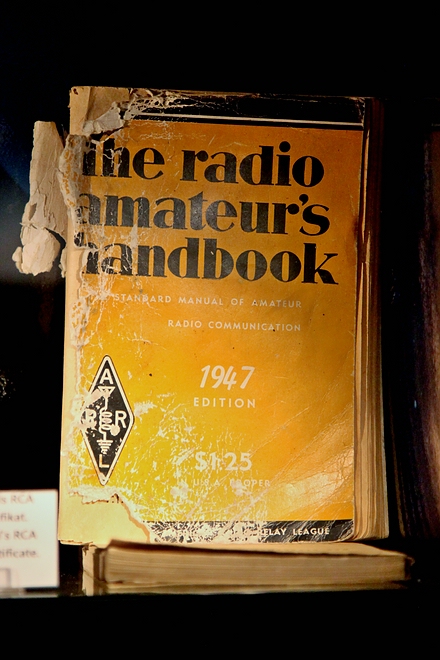 the radio
amateur's
handbook
STANDARD MANUAL OF AMATEUR
RADIO COMMUNICATION
1947
EDITION
$1.25
U.S.A. PROPER
A
R R
L
RELAY LEAGUE
's RCA
fikat.
's RCA
tificate.